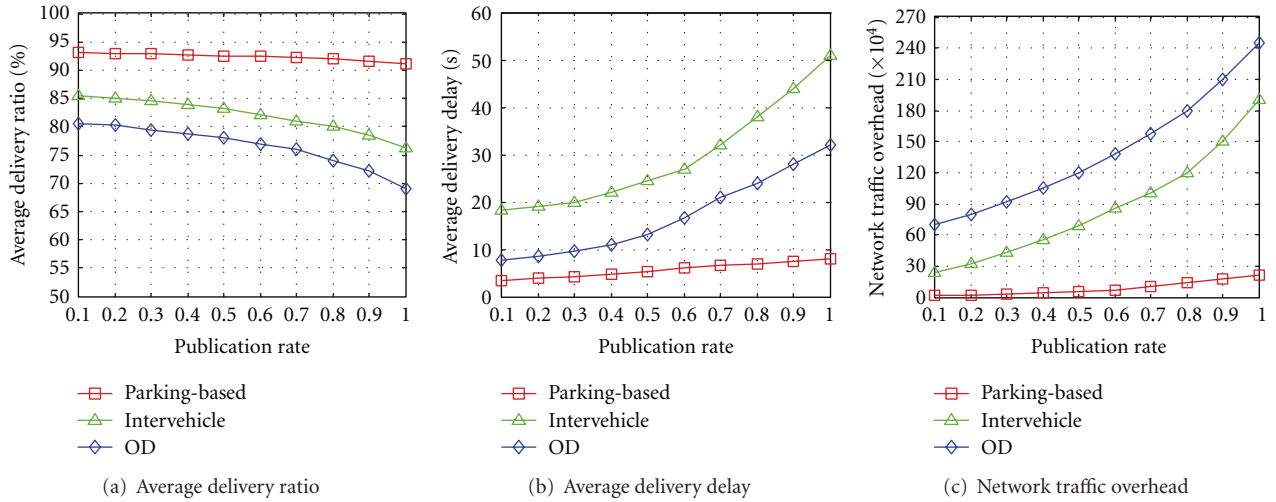 Average delivery ratio (%)
100
95
90
85
80
75
70
65
60
55
50
0.1 0.2 0.3 0.4 0.5 0.6 0.7 0.8 0.9 1
Publication rate
Parking-based
Intervehicle
OD
(a) Average delivery ratio
Average delivery delay (s)
60
50
40
30
20
10
0
0.1 0.2 0.3 0.4 0.5 0.6 0.7 0.8 0.9 1
Publication rate
Parking-based
Intervehicle
OD
(b) Average delivery delay
Network traffic overhead (×10⁴)
270
240
210
180
150
120
90
60
30
0
0.1 0.2 0.3 0.4 0.5 0.6 0.7 0.8 0.9 1
Publication rate
Parking-based
Intervehicle
OD
(c) Network traffic overhead